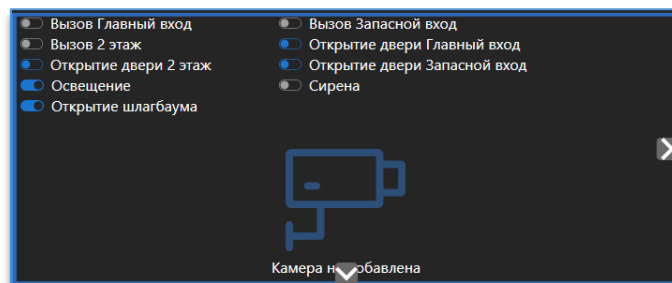 Вызов Главный вход
Вызов Запасной вход
Вызов 2 этаж
Открытие двери Главный вход
Открытие двери 2 этаж
Открытие двери Запасной вход
Освещение
Сирена
Открытие шлагбаума
Камера